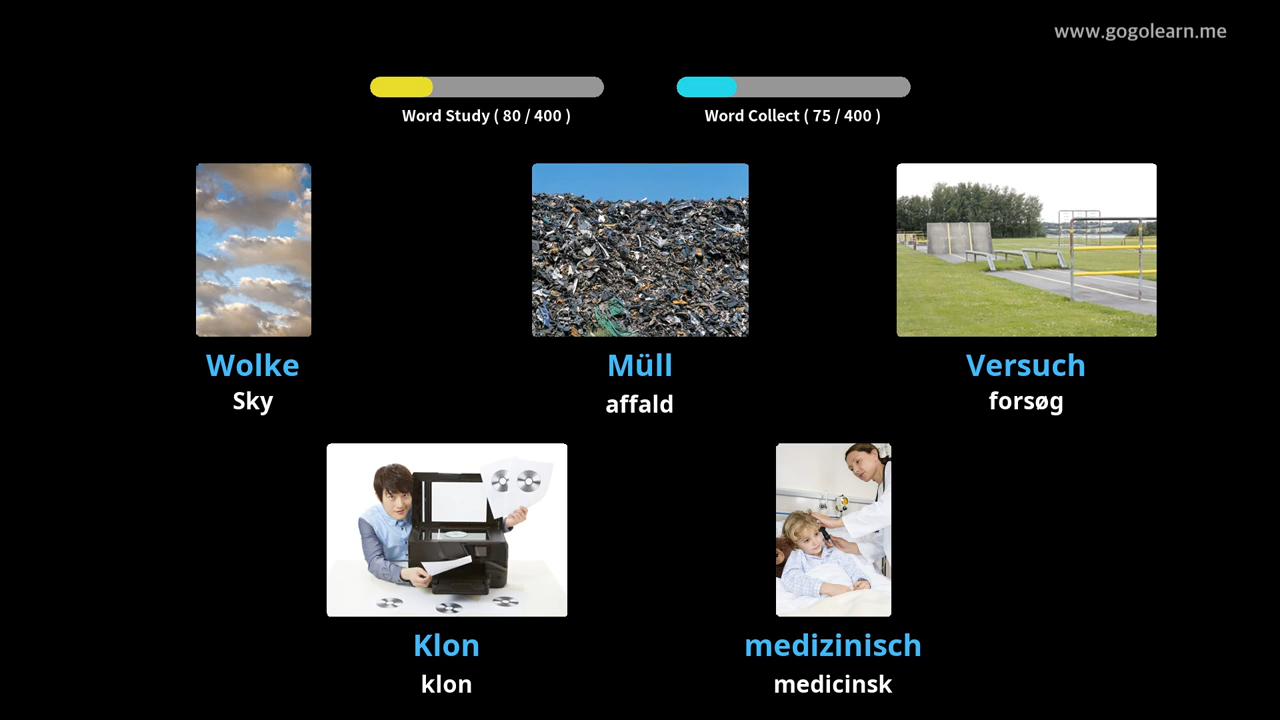 www.gogolearn.me
Word Study ( 80 / 400 )
Word Collect ( 75 / 400 )
Wolke
Sky
Müll
affald
Versuch
forsøg
Klon
klon
medizinisch
medicinsk